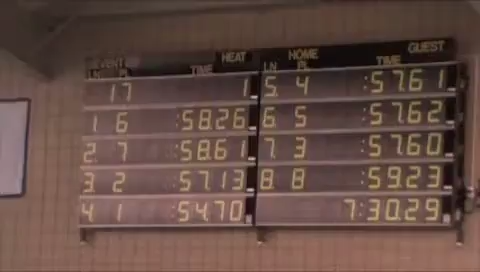 EVENT HEAT HOME GUEST
LN PL TIME LN PL TIME
17 1 5. 4 :57.61
1 6 :58.26 6. 5 :57.62
2. 7 :58.61 7. 3 :57.60
3. 2 :57.13 8. 8 :59.23
4 1 :54.70 7:30.29